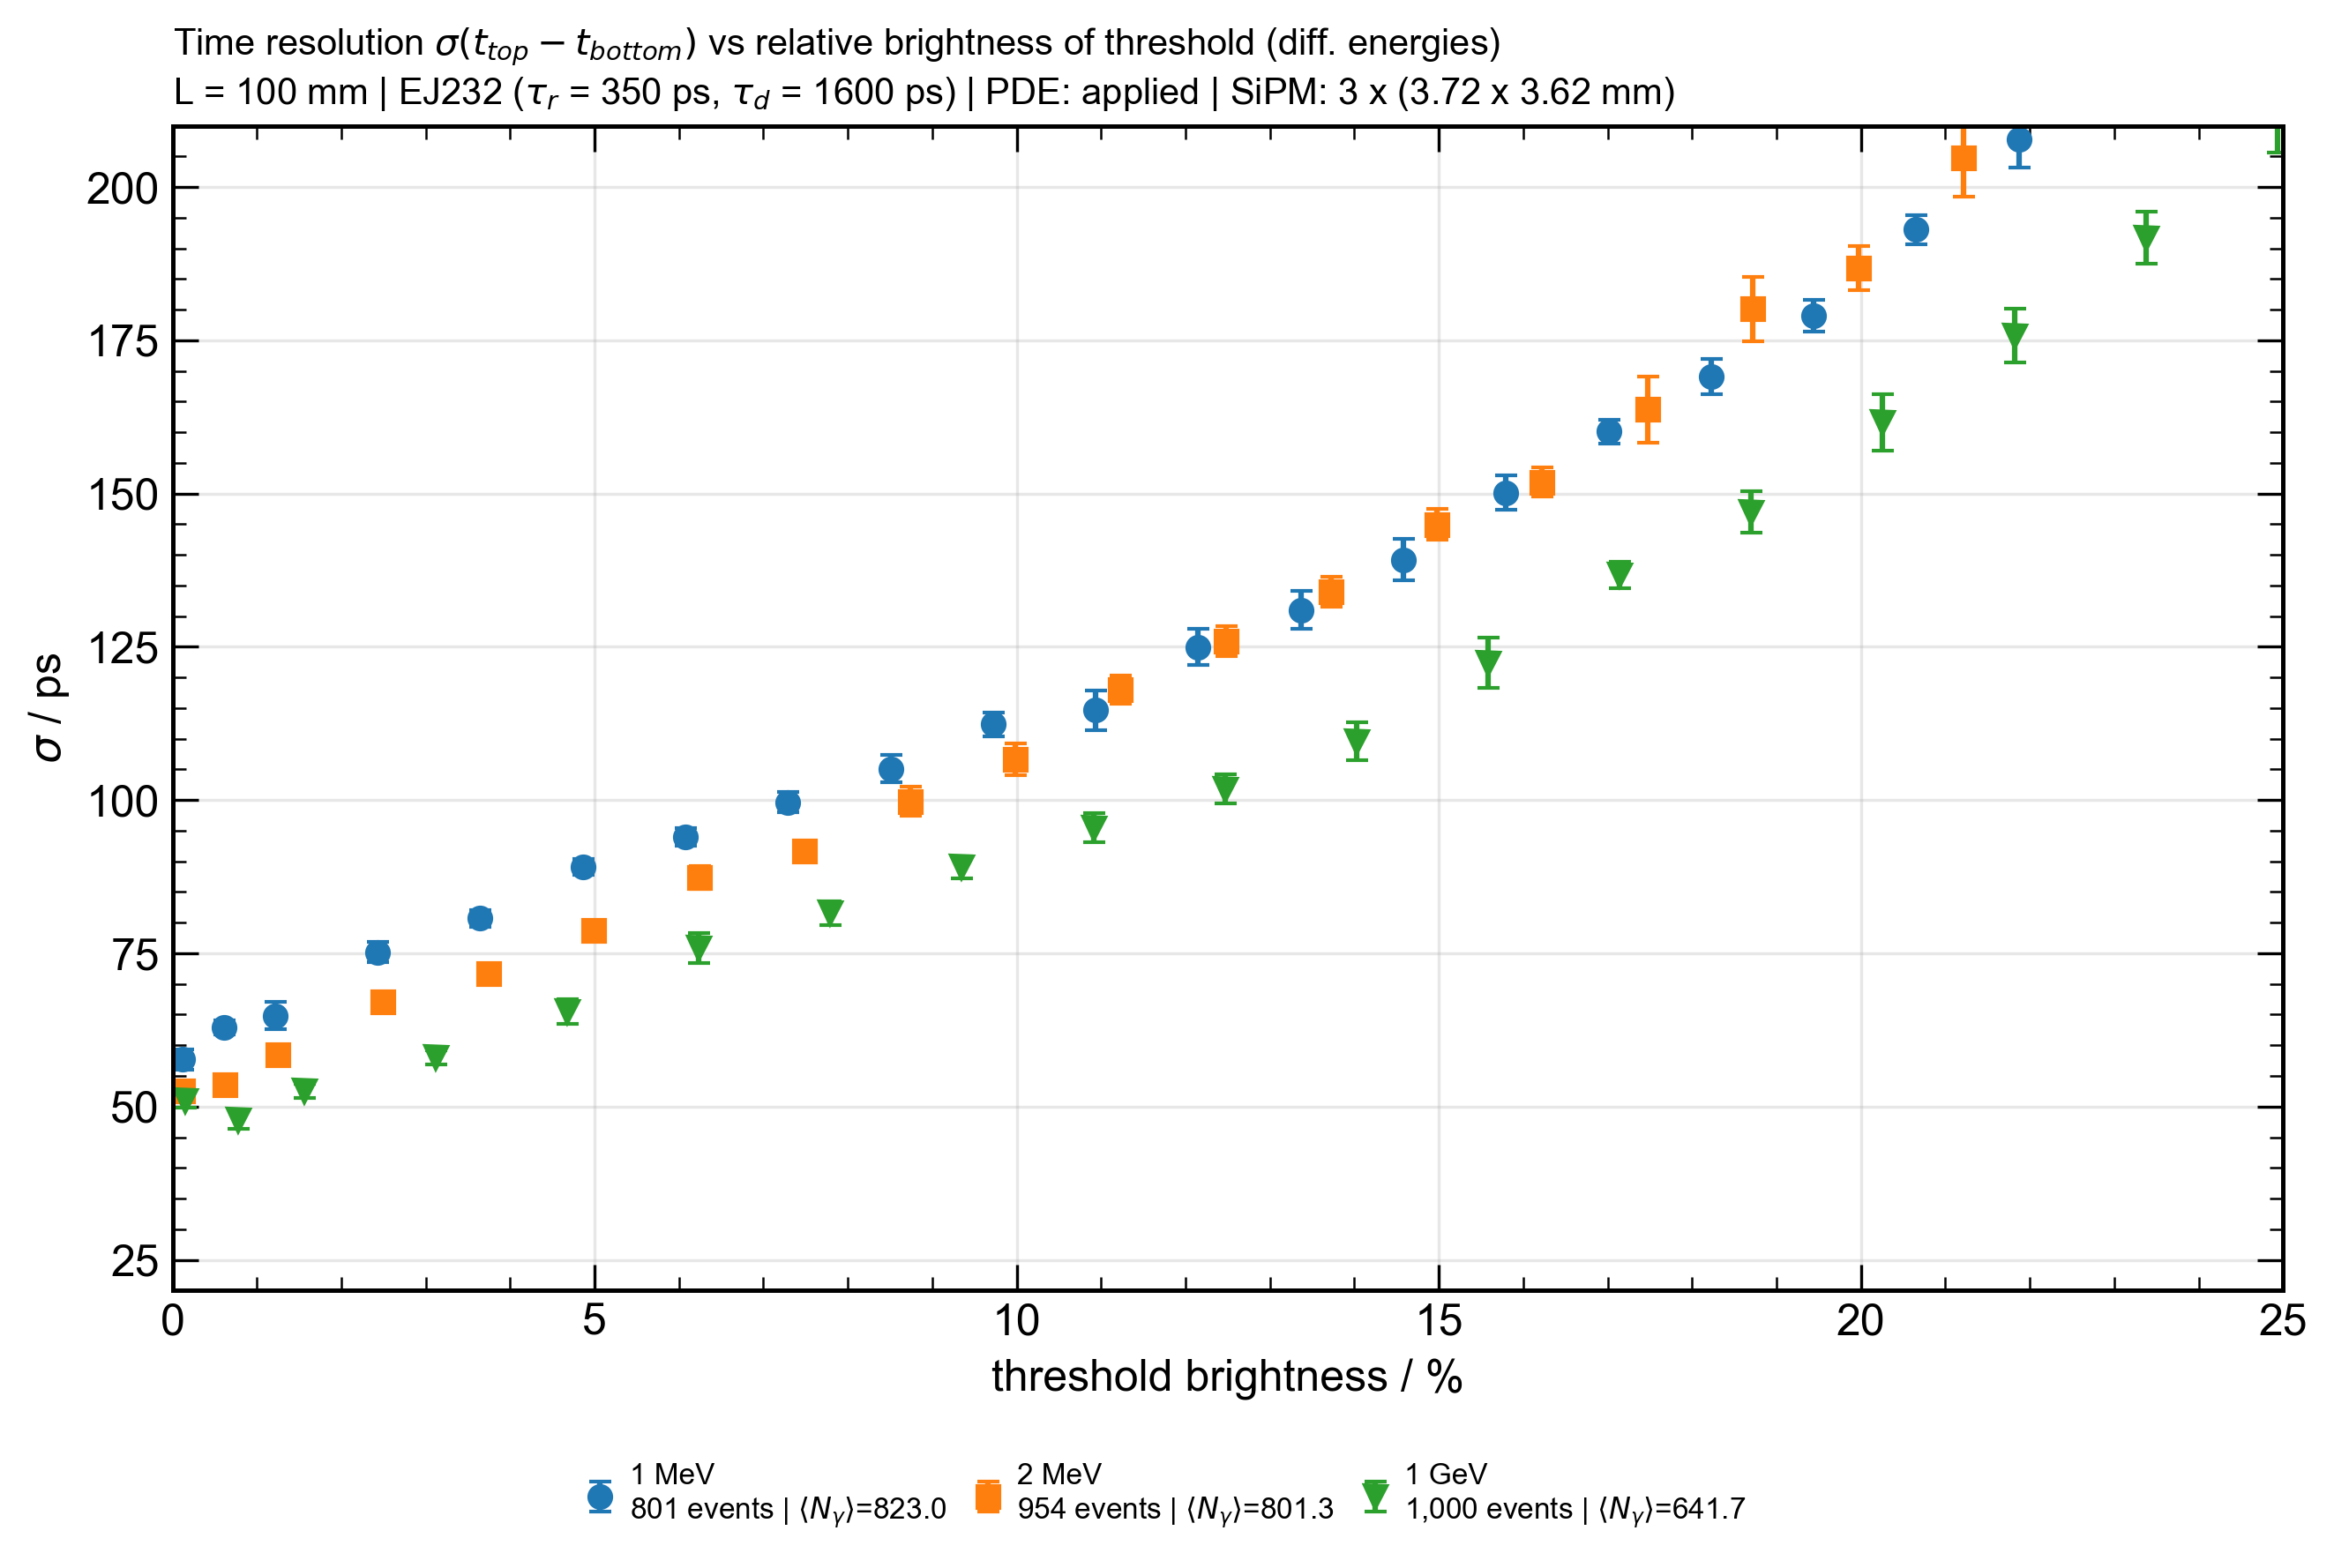 Time resolution σ(t_top − t_bottom) vs relative brightness of threshold (diff. energies)
L = 100 mm | EJ232 (τ_r = 350 ps, τ_d = 1600 ps) | PDE: applied | SiPM: 3 x (3.72 x 3.62 mm)
200
175
150
125
100
75
50
25
σ / ps
0 5 10 15 20 25
threshold brightness / %
1 MeV
801 events | ⟨N_γ⟩=823.0
2 MeV
954 events | ⟨N_γ⟩=801.3
1 GeV
1,000 events | ⟨N_γ⟩=641.7